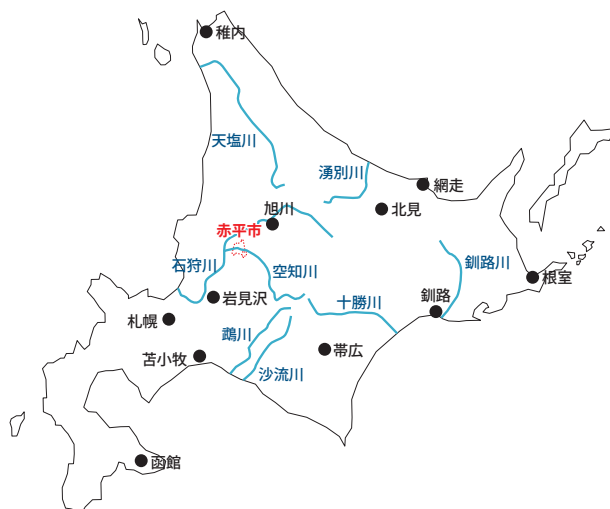 稚内
天塩川
湧別川
網走
旭川
北見
赤平市
石狩川
空知川
釧路川
根室
岩見沢
十勝川
釧路
札幌
鵡川
帯広
苫小牧
沙流川
函館